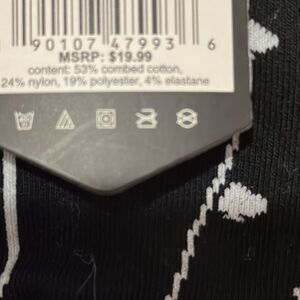 90107 47993 6
MSRP: $19.99
content: 53% combed cotton,
24% nylon, 19% polyester, 4% elastane